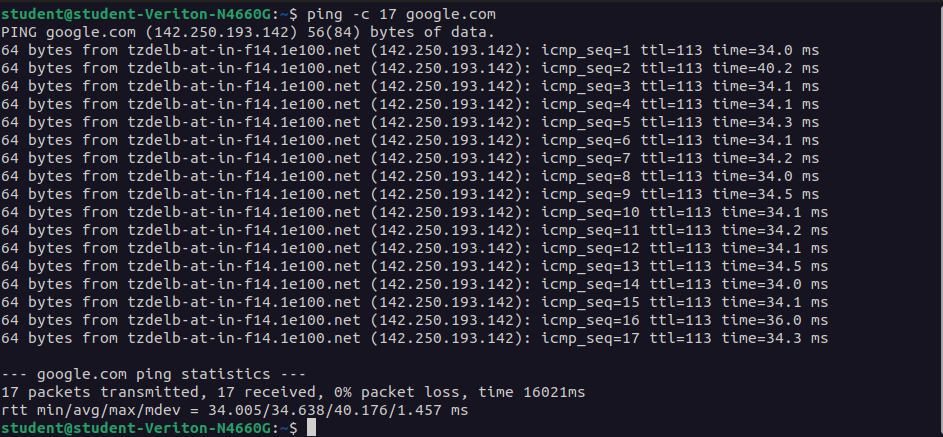 student@student-Veriton-N4660G:~$ ping -c 17 google.com
PING google.com (142.250.193.142) 56(84) bytes of data.
64 bytes from tzdelb-at-in-f14.1e100.net (142.250.193.142): icmp_seq=1 ttl=113 time=34.0 ms
64 bytes from tzdelb-at-in-f14.1e100.net (142.250.193.142): icmp_seq=2 ttl=113 time=40.2 ms
64 bytes from tzdelb-at-in-f14.1e100.net (142.250.193.142): icmp_seq=3 ttl=113 time=34.1 ms
64 bytes from tzdelb-at-in-f14.1e100.net (142.250.193.142): icmp_seq=4 ttl=113 time=34.1 ms
64 bytes from tzdelb-at-in-f14.1e100.net (142.250.193.142): icmp_seq=5 ttl=113 time=34.3 ms
64 bytes from tzdelb-at-in-f14.1e100.net (142.250.193.142): icmp_seq=6 ttl=113 time=34.1 ms
64 bytes from tzdelb-at-in-f14.1e100.net (142.250.193.142): icmp_seq=7 ttl=113 time=34.2 ms
64 bytes from tzdelb-at-in-f14.1e100.net (142.250.193.142): icmp_seq=8 ttl=113 time=34.0 ms
64 bytes from tzdelb-at-in-f14.1e100.net (142.250.193.142): icmp_seq=9 ttl=113 time=34.5 ms
64 bytes from tzdelb-at-in-f14.1e100.net (142.250.193.142): icmp_seq=10 ttl=113 time=34.1 ms
64 bytes from tzdelb-at-in-f14.1e100.net (142.250.193.142): icmp_seq=11 ttl=113 time=34.2 ms
64 bytes from tzdelb-at-in-f14.1e100.net (142.250.193.142): icmp_seq=12 ttl=113 time=34.1 ms
64 bytes from tzdelb-at-in-f14.1e100.net (142.250.193.142): icmp_seq=13 ttl=113 time=34.5 ms
64 bytes from tzdelb-at-in-f14.1e100.net (142.250.193.142): icmp_seq=14 ttl=113 time=34.0 ms
64 bytes from tzdelb-at-in-f14.1e100.net (142.250.193.142): icmp_seq=15 ttl=113 time=34.1 ms
64 bytes from tzdelb-at-in-f14.1e100.net (142.250.193.142): icmp_seq=16 ttl=113 time=36.0 ms
64 bytes from tzdelb-at-in-f14.1e100.net (142.250.193.142): icmp_seq=17 ttl=113 time=34.3 ms

--- google.com ping statistics ---
17 packets transmitted, 17 received, 0% packet loss, time 16021ms
rtt min/avg/max/mdev = 34.005/34.638/40.176/1.457 ms
student@student-Veriton-N4660G:~$